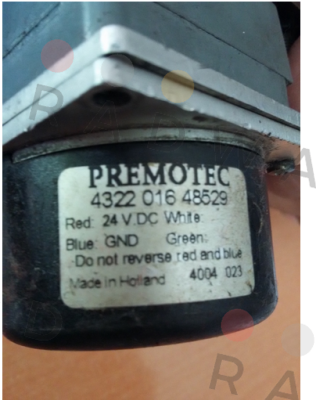 PREMOTEC
4322 016 48529
Red: 24 V.DC White:
Blue: GND Green:
Do not reverse red and blue
Made in Holland 4004 023